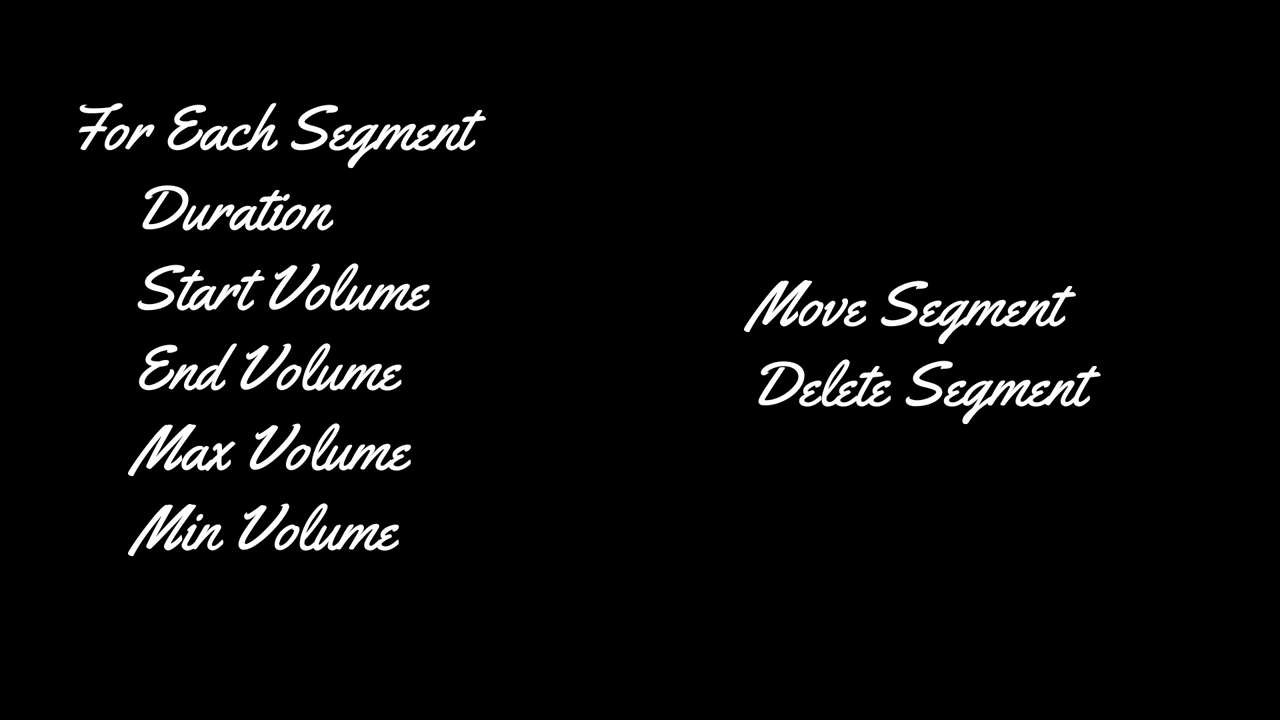 For Each Segment
Duration
Start Volume
End Volume
Max Volume
Min Volume
Move Segment
Delete Segment